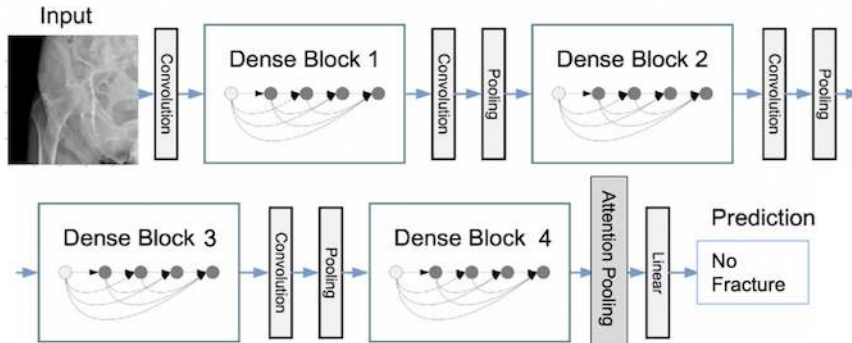 Input
Convolution
Dense Block 1
Convolution
Pooling
Dense Block 2
Convolution
Pooling
Dense Block 3
Convolution
Pooling
Dense Block 4
Attention Pooling
Linear
Prediction
No
Fracture